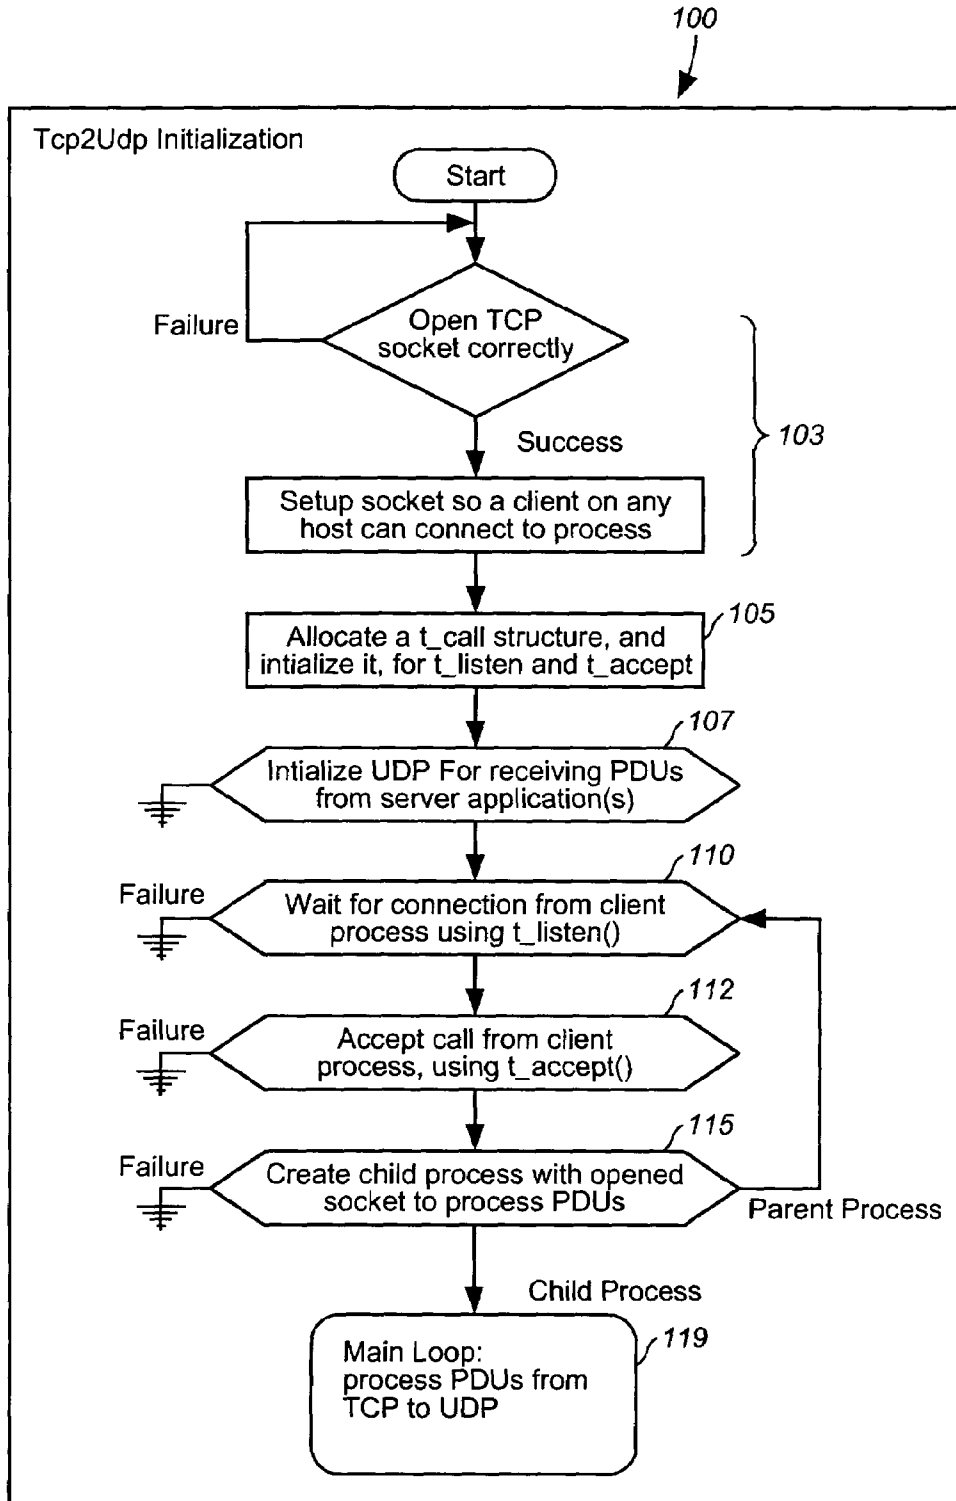 100
Tcp2Udp Initialization
Start
Failure
Open TCP
socket correctly
103
Success
Setup socket so a client on any
host can connect to process
105
Allocate a t_call structure, and
intialize it, for t_listen and t_accept
107
Intialize UDP For receiving PDUs
from server application(s)
110
Failure
Wait for connection from client
process using t_listen()
112
Failure
Accept call from client
process, using t_accept()
115
Failure
Create child process with opened
socket to process PDUs
Parent Process
Child Process
119
Main Loop:
process PDUs from
TCP to UDP